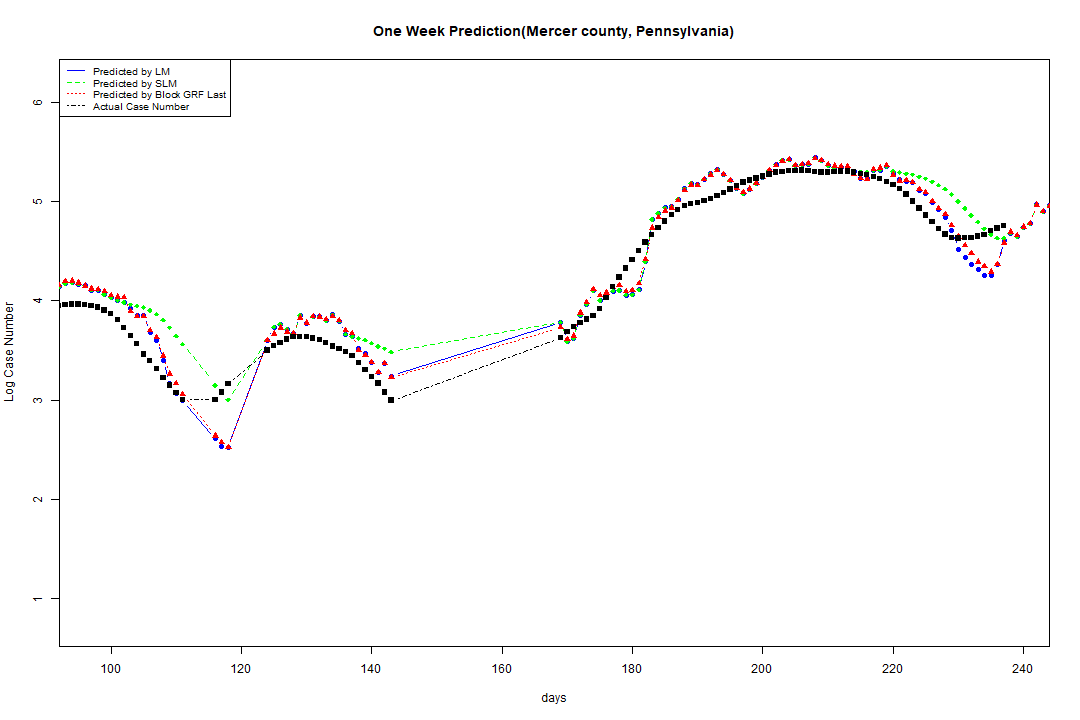 One Week Prediction(Mercer county, Pennsylvania)
Predicted by LM
Predicted by SLM
Predicted by Block GRF Last
Actual Case Number
6
5
4
3
2
1
Log Case Number
100 120 140 160 180 200 220 240
days